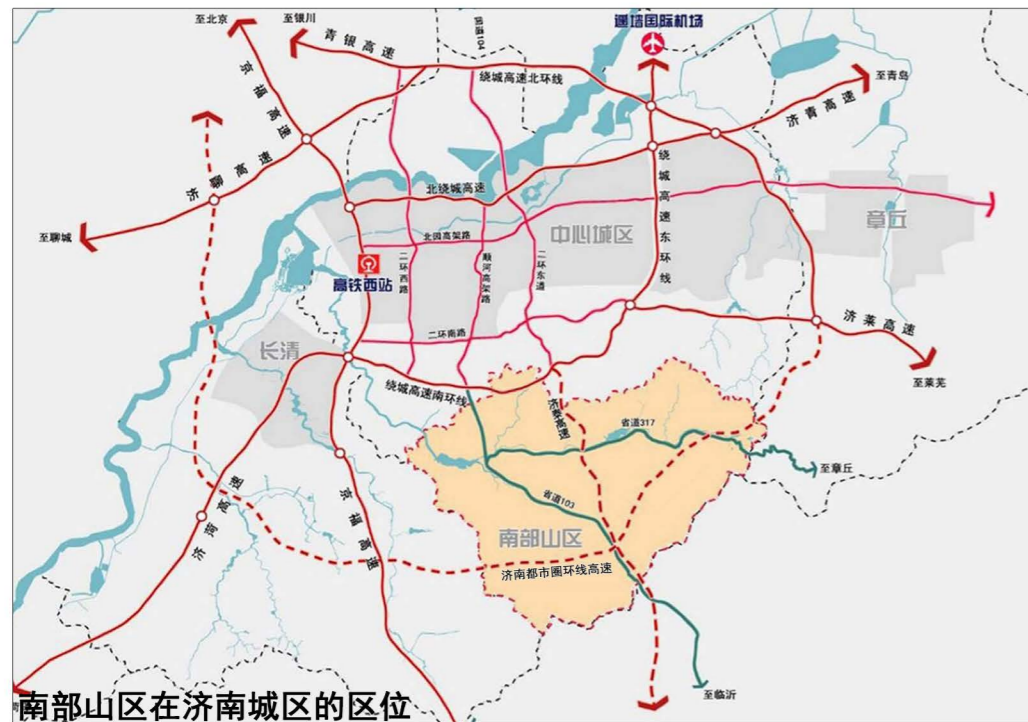 至北京
至银川
国道104
遥墙国际机场
青银高速
绕城高速北环线
至青岛
京福高速
济青高速
济聊高速
绕城高速东环线
北绕城高速
至聊城
北园高架路
中心城区
章丘
高铁西站
二环西路
顺河高架路
二环东道
二环南路
济莱高速
长清
绕城高速南环线
至莱芜
济泰高速
省道317
至章丘
济菏高速
京福高速
省道103
南部山区
济南都市圈环线高速
至临沂
南部山区在济南城区的区位